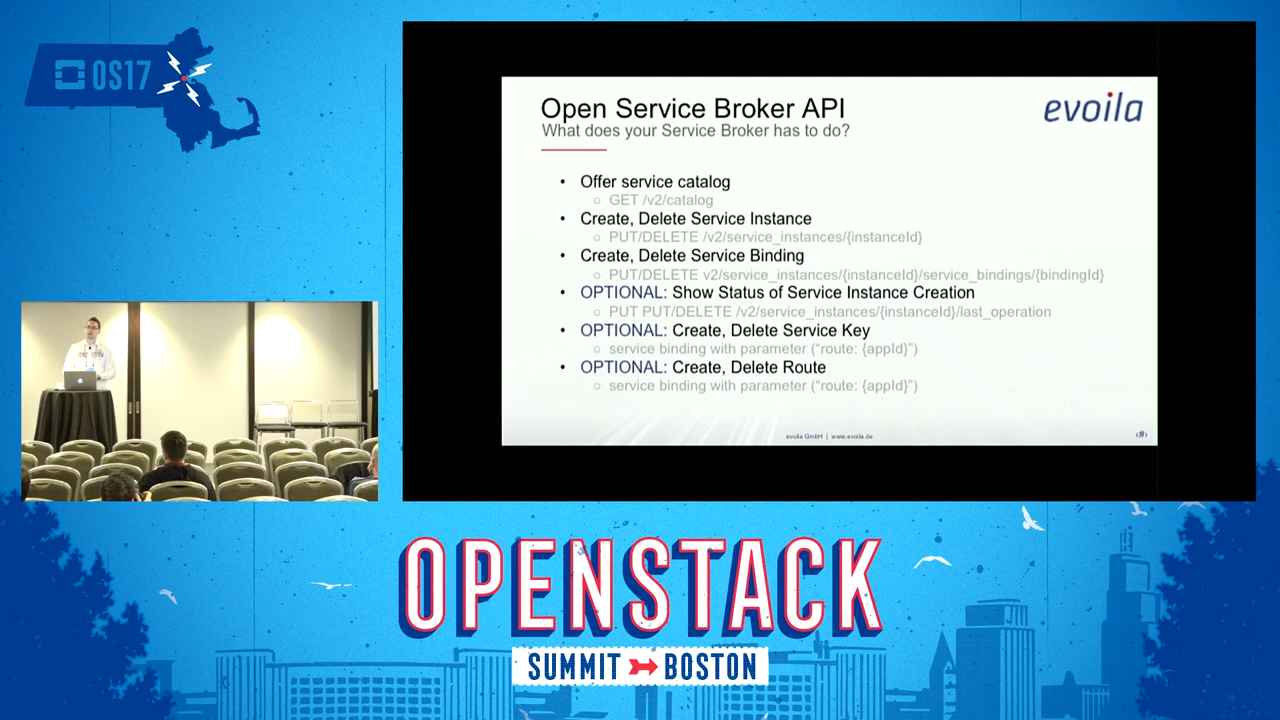 OS17
Open Service Broker API
evoila
What does your Service Broker has to do?
• Offer service catalog
○ GET /v2/catalog
• Create, Delete Service Instance
○ PUT/DELETE /v2/service_instances/{instanceId}
• Create, Delete Service Binding
○ PUT/DELETE v2/service_instances/{instanceId}/service_bindings/{bindingId}
• OPTIONAL: Show Status of Service Instance Creation
○ PUT PUT/DELETE /v2/service_instances/{instanceId}/last_operation
• OPTIONAL: Create, Delete Service Key
○ service binding with parameter (“route: {appId}”)
• OPTIONAL: Create, Delete Route
○ service binding with parameter (“route: {appId}”)
evoila GmbH | www.evoila.de
‹#›
OPENSTACK
SUMMIT BOSTON